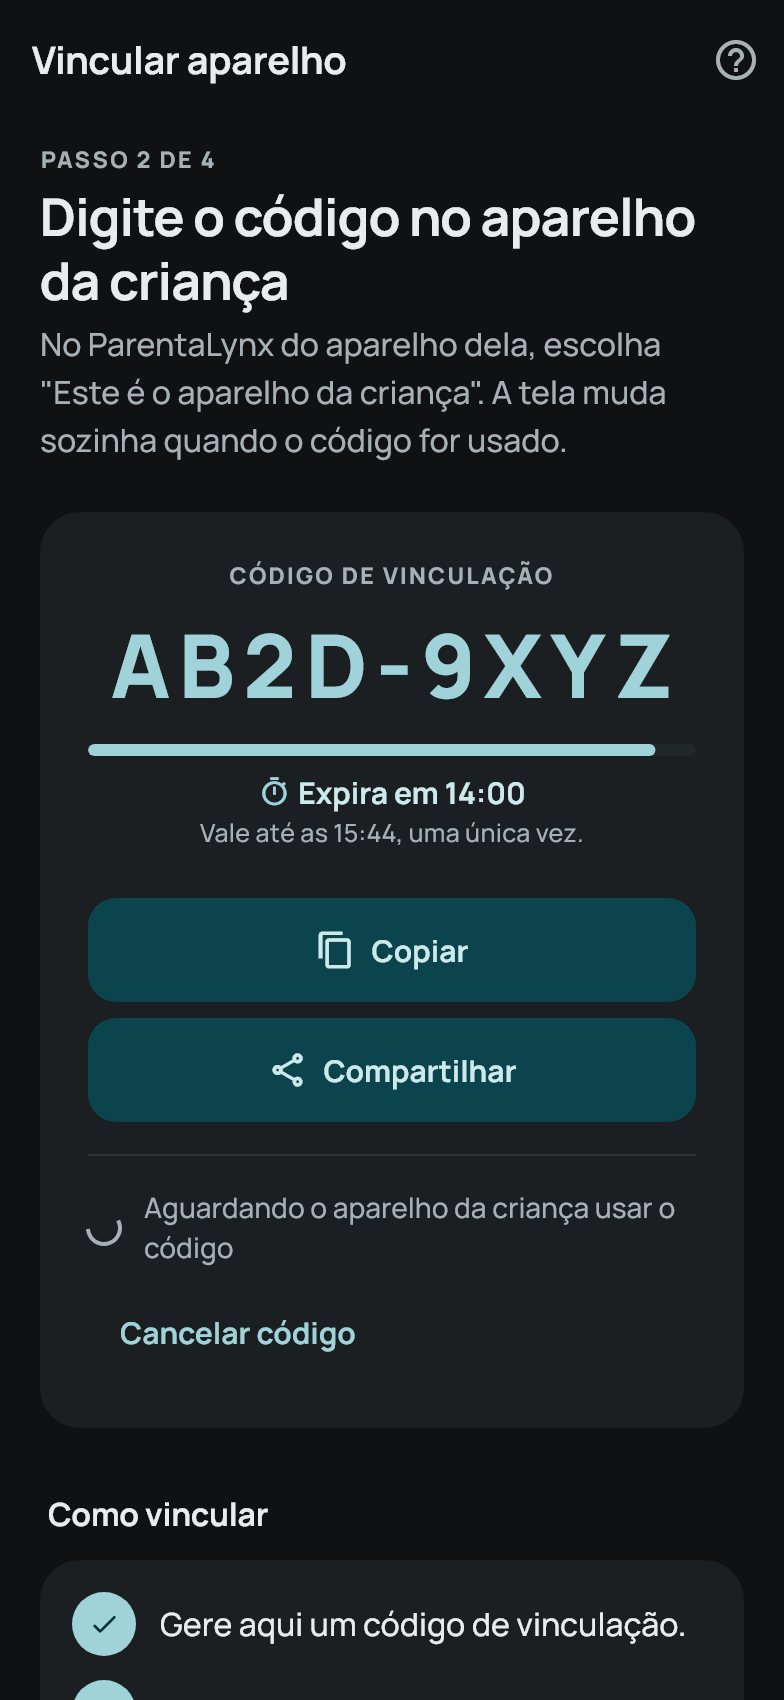 Vincular aparelho
PASSO 2 DE 4
Digite o código no aparelho
da criança
No ParentaLynx do aparelho dela, escolha
"Este é o aparelho da criança". A tela muda
sozinha quando o código for usado.
CÓDIGO DE VINCULAÇÃO
AB2D-9XYZ
Expira em 14:00
Vale até as 15:44, uma única vez.
Copiar
Compartilhar
Aguardando o aparelho da criança usar o
código
Cancelar código
Como vincular
Gere aqui um código de vinculação.